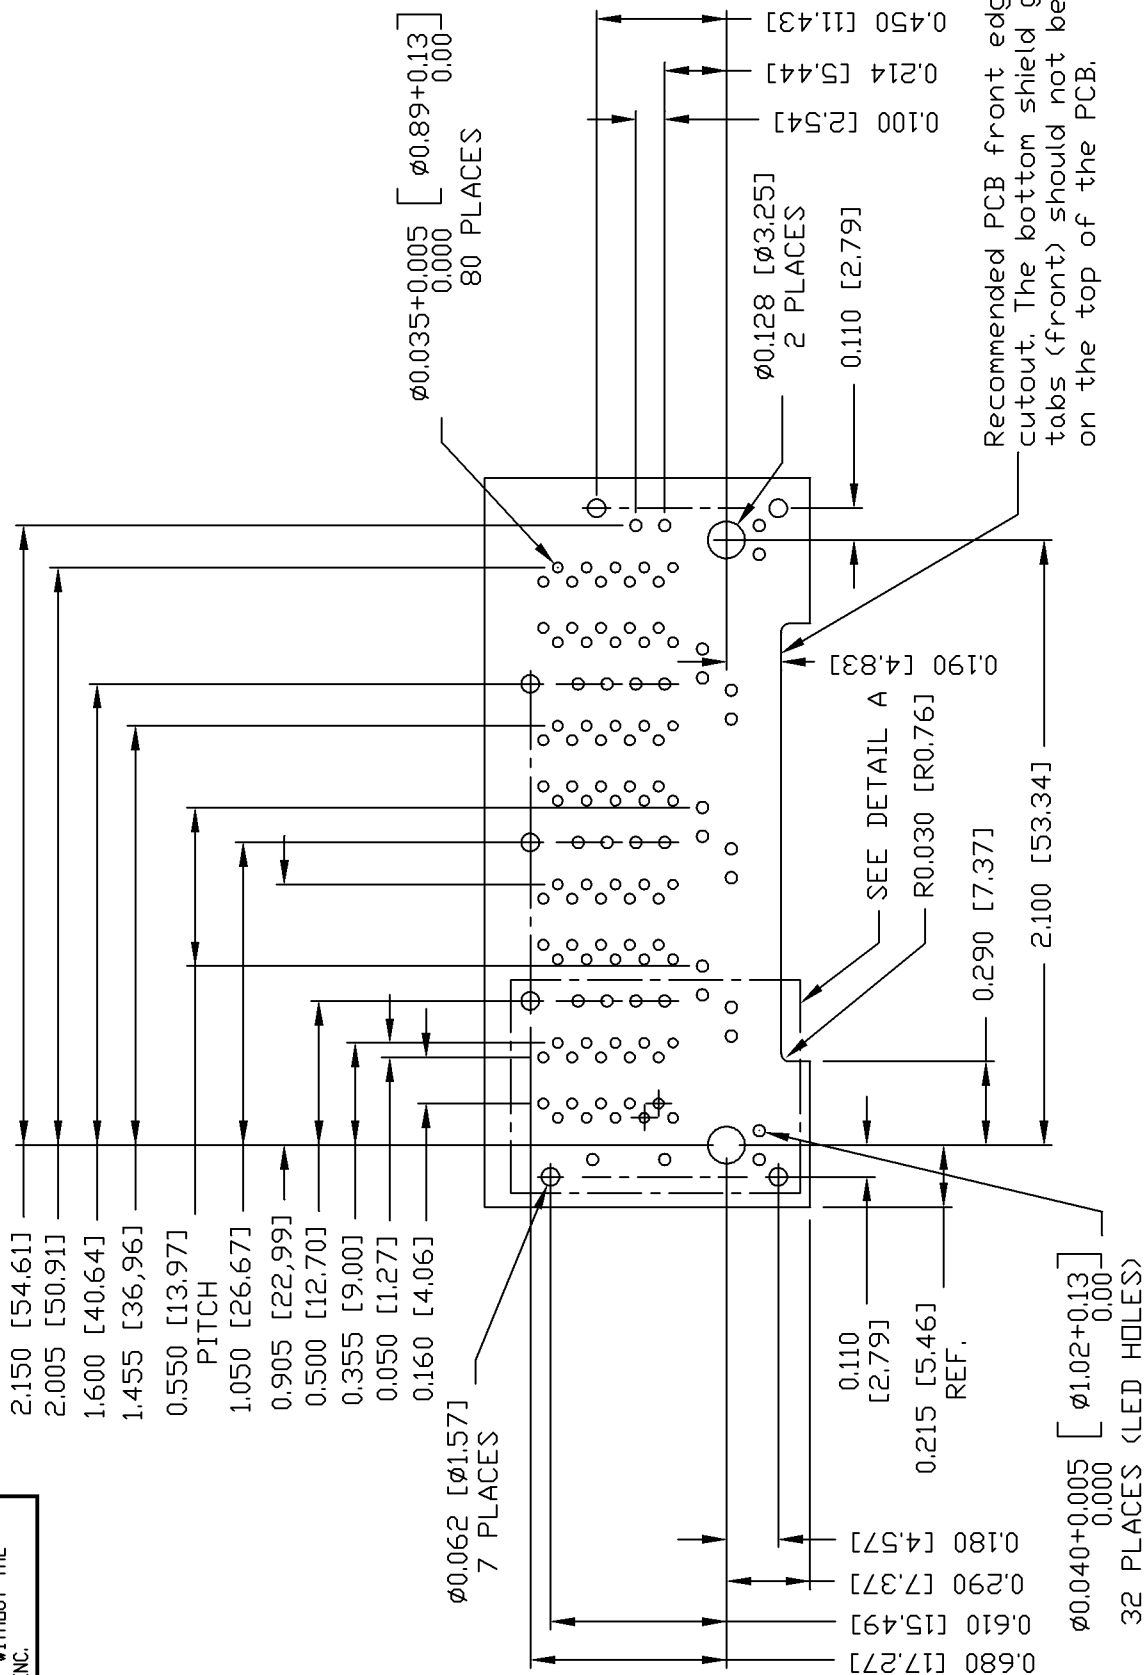 WITHOUT THE
INC.
2.150 [54.61]
2.005 [50.91]
1.600 [40.64]
1.455 [36,96]
0.550 [13.97]
PITCH
1.050 [26.67]
0.905 [22,99]
0.500 [12.70]
0.355 [9.00]
0.050 [1.27]
0.160 [4.06]
ø0.062 [ø1.57]
7 PLACES
ø0.035+0.005 [ ø0.89+0.13 ]
0.000 0.00
80 PLACES
0.450 [11.43]
0.214 [5.44]
0.100 [2.54]
ø0.128 [ø3.25]
2 PLACES
0.110 [2.79]
Recommended PCB front
cutout. The bottom shield
tabs (front) should not be
on the top of the PCB.
0.190 [4.83]
SEE DETAIL A
R0.030 [R0.76]
0.290 [7.37]
2.100 [53.34]
0.110
[2.79]
0.215 [5.46]
REF.
0.180 [4.57]
0.290 [7.37]
0.610 [15.49]
0.680 [17.27]
ø0.040+0.005 [ ø1.02+0.13 ]
0.000 0.00
32 PLACES (LED HOLES)